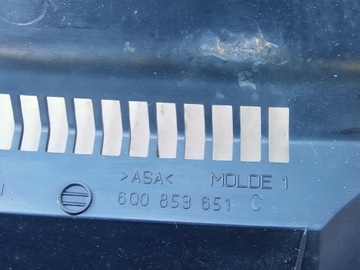 >ASA< MOLDE 1
6Q0 853 651 C